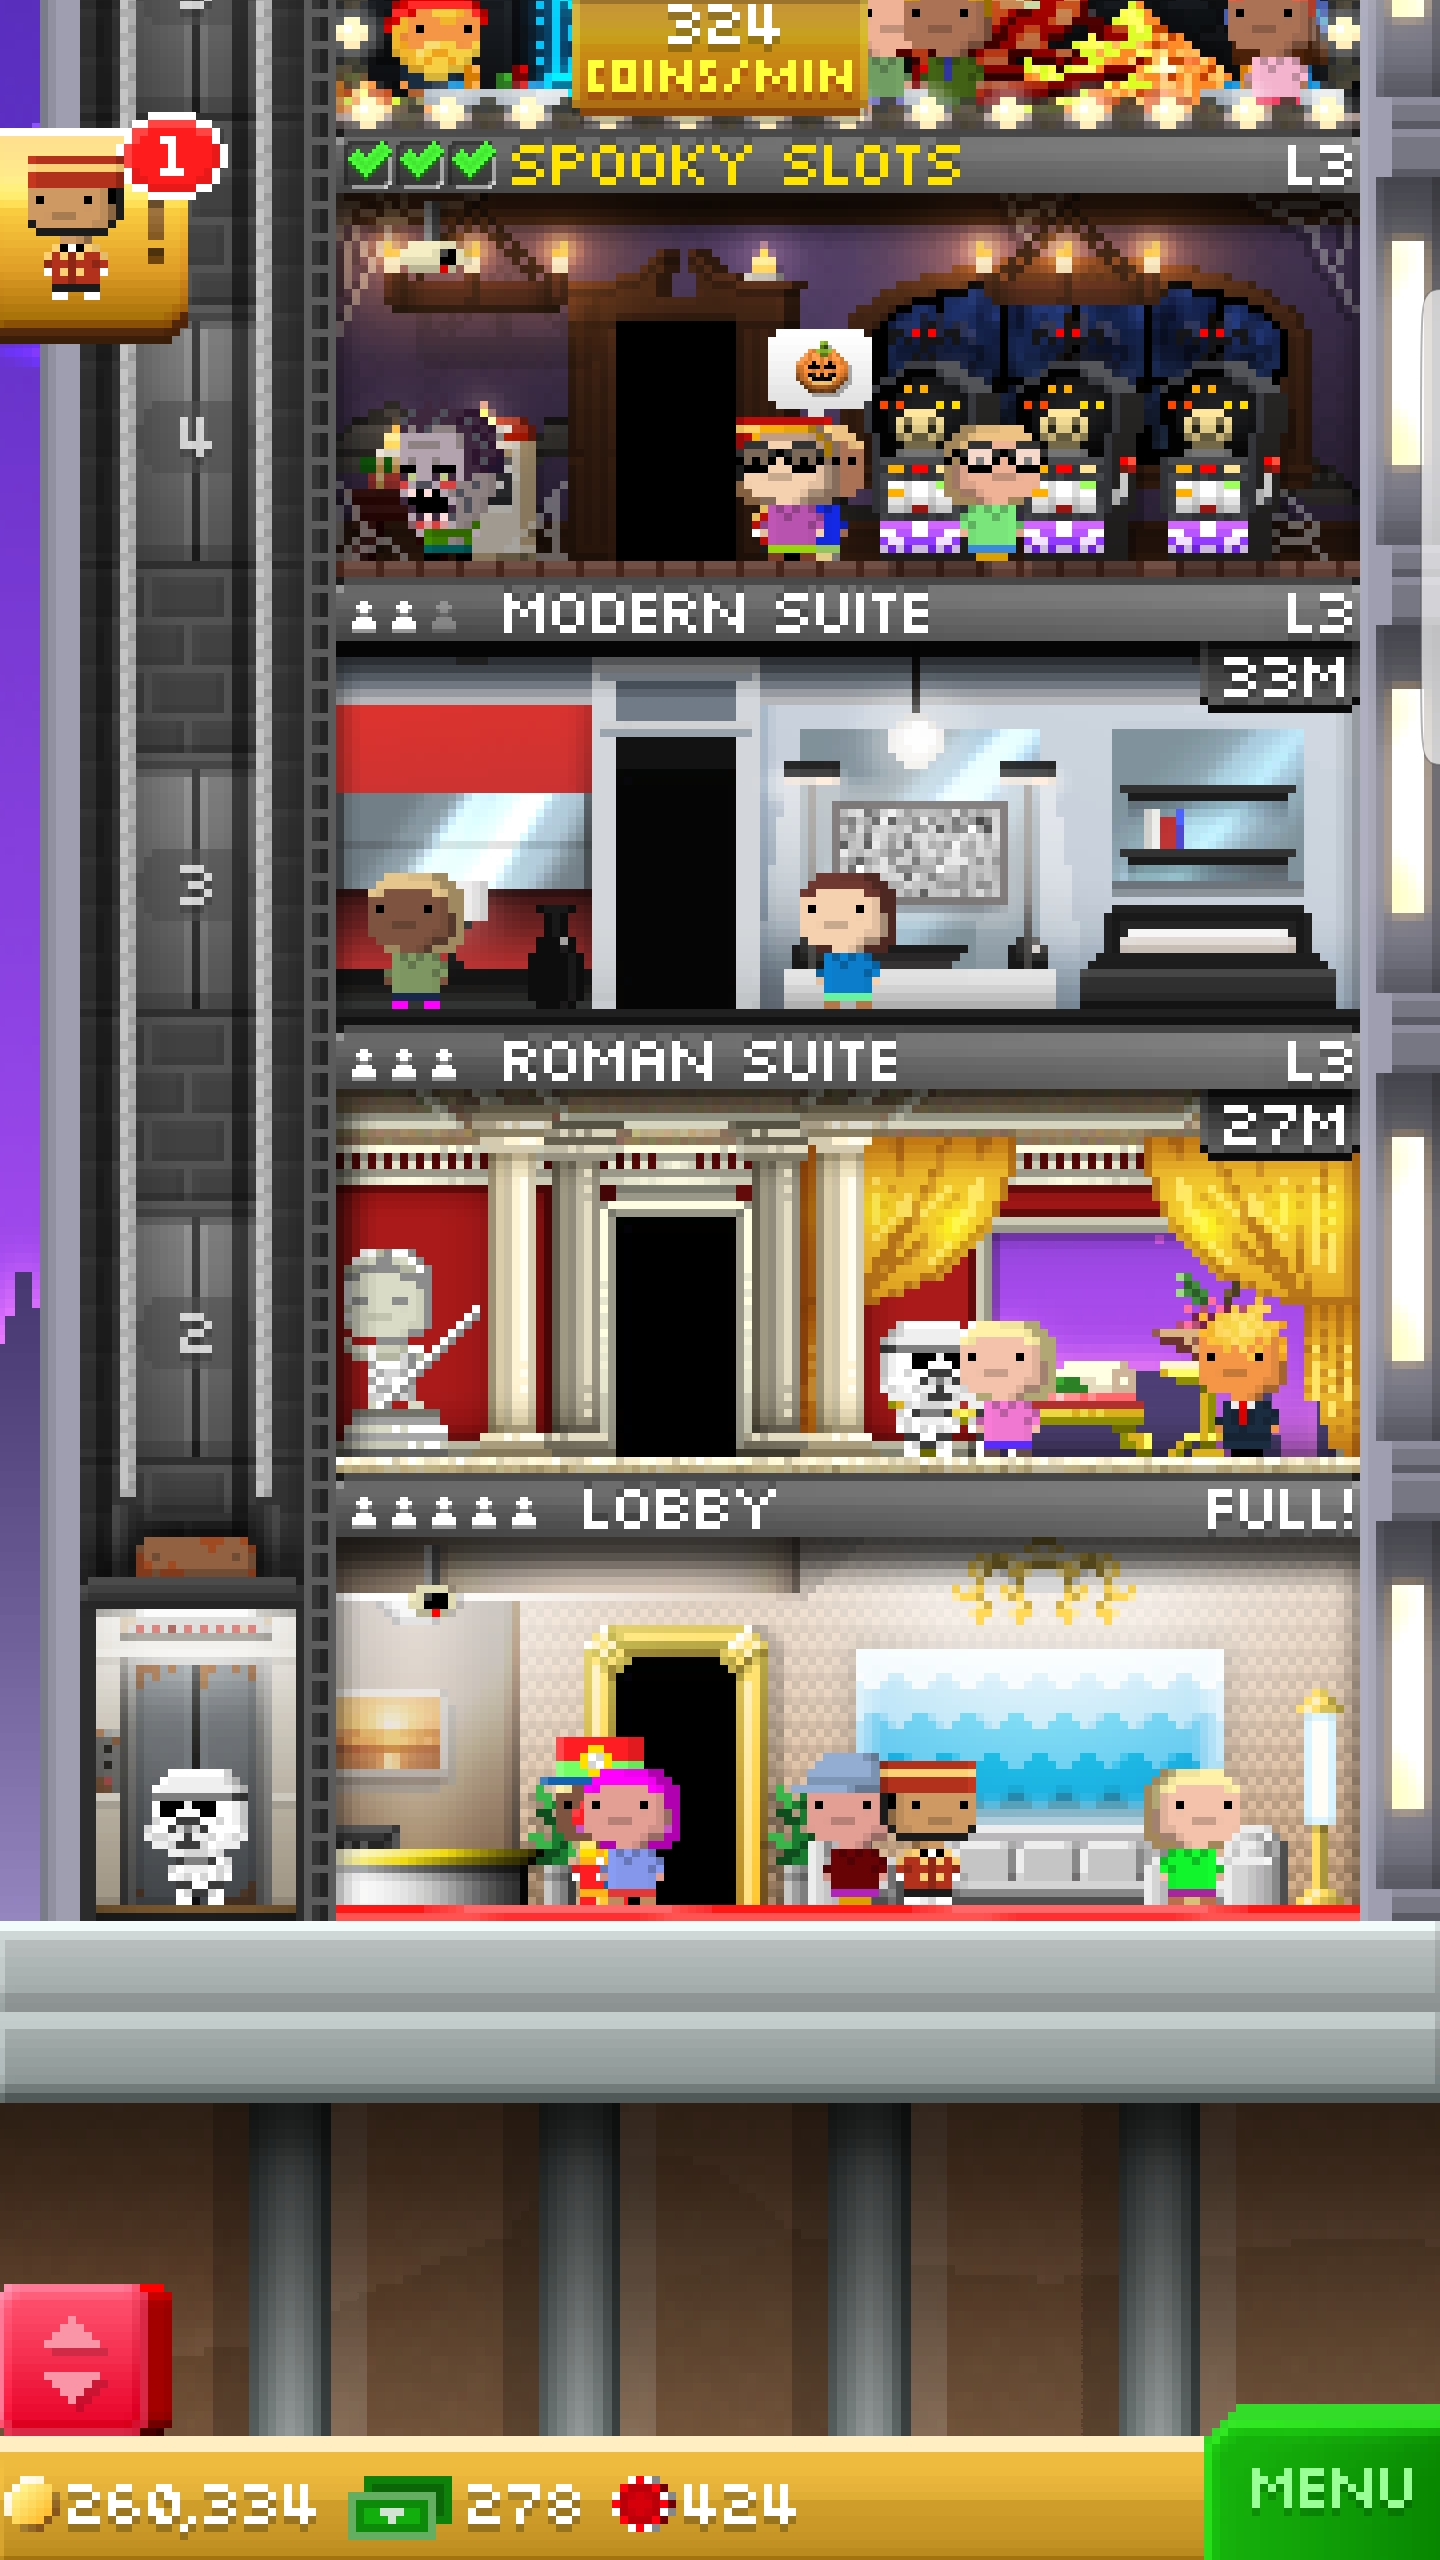 324
COINS/MIN
1
!
SPOOKY SLOTS
L3
4
MODERN SUITE
L3
33M
3
ROMAN SUITE
L3
27M
2
LOBBY
FULL!
260,334
278
424
MENU